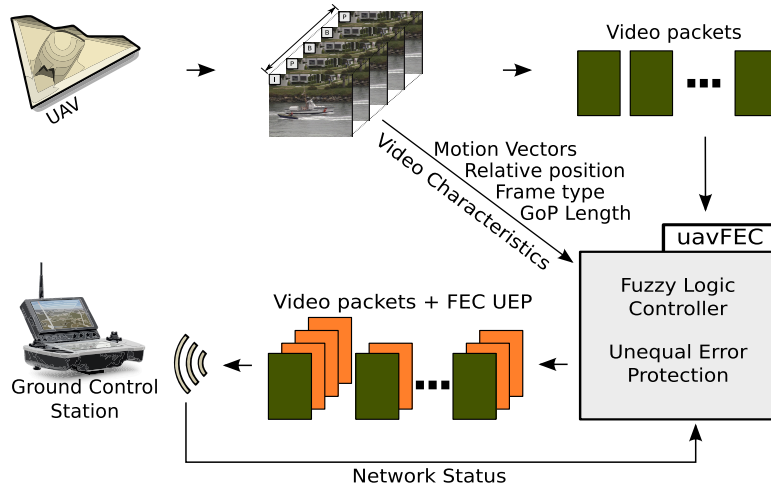 UAV
I
P
B
B
P
Video packets
Motion Vectors
Relative position
Frame type
GoP Length
Video Characteristics
uavFEC
Fuzzy Logic
Controller
Unequal Error
Protection
Video packets + FEC UEP
Ground Control
Station
Network Status